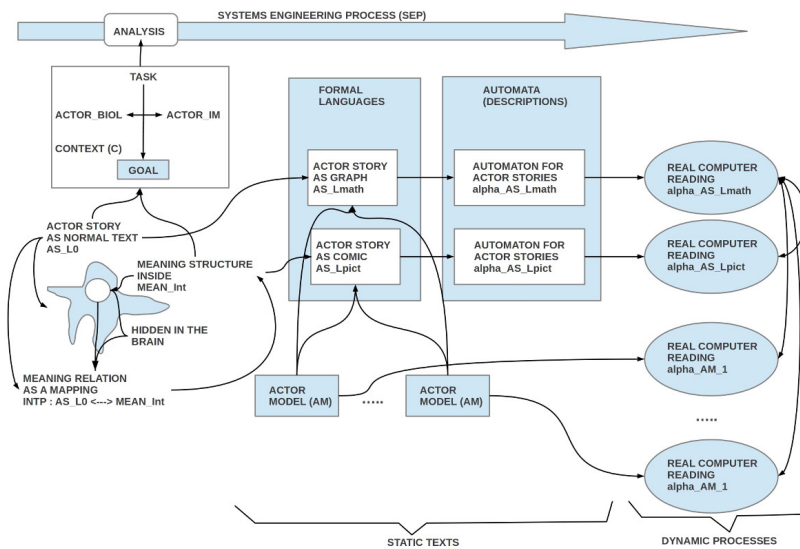 SYSTEMS ENGINEERING PROCESS (SEP)
ANALYSIS
TASK
ACTOR_BIOL
ACTOR_IM
CONTEXT (C)
GOAL
FORMAL
LANGUAGES
AUTOMATA
(DESCRIPTIONS)
ACTOR STORY
AS GRAPH
AS_Lmath
AUTOMATON FOR
ACTOR STORIES
alpha_AS_Lmath
REAL COMPUTER
READING
alpha_AS_Lmath
ACTOR STORY
AS NORMAL TEXT
AS_L0
ACTOR STORY
AS COMIC
AS_Lpict
AUTOMATON FOR
ACTOR STORIES
alpha_AS_Lpict
REAL COMPUTER
READING
alpha_AS_Lpict
MEANING STRUCTURE
INSIDE
MEAN_Int
HIDDEN IN THE
BRAIN
MEANING RELATION
AS A MAPPING
INTP : AS_L0 <---> MEAN_Int
ACTOR
MODEL (AM)
.....
ACTOR
MODEL (AM)
REAL COMPUTER
READING
alpha_AM_1
.....
REAL COMPUTER
READING
alpha_AM_1
STATIC TEXTS
DYNAMIC PROCESSES